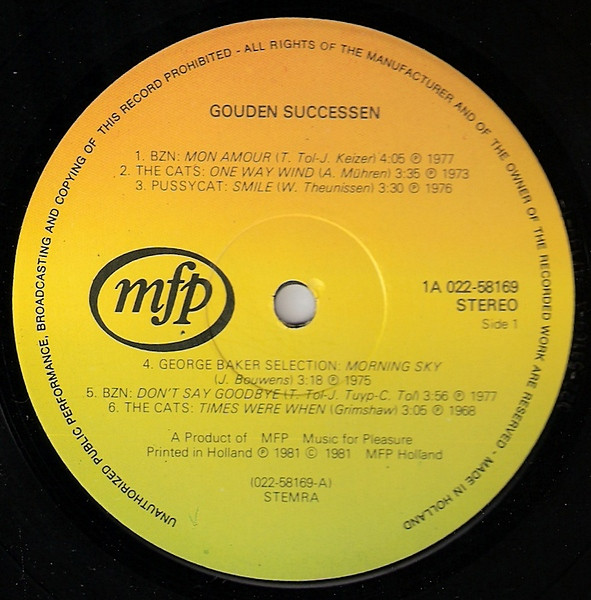 UNAUTHORIZED PUBLIC PERFORMANCE, BROADCASTING AND COPYING OF THIS RECORD PROHIBITED - ALL RIGHTS OF THE MANUFACTURER AND OF THE OWNER OF THE RECORDED WORK ARE RESERVED - MADE IN HOLLAND
GOUDEN SUCCESSEN
1. BZN: MON AMOUR (T. Tol-J. Keizer) 4:05 ℗ 1977
2. THE CATS: ONE WAY WIND (A. Mühren) 3:35 ℗ 1973
3. PUSSYCAT: SMILE (W. Theunissen) 3:30 ℗ 1976
mfp
1A 022-58169
STEREO
Side 1
4. GEORGE BAKER SELECTION: MORNING SKY
(J. Bouwens) 3:18 ℗ 1975
5. BZN: DON'T SAY GOODBYE (T. Tol-J. Tuyp-C. Tol) 3:56 ℗ 1977
6. THE CATS: TIMES WERE WHEN (Grimshaw) 3:05 ℗ 1968
A Product of MFP Music for Pleasure
Printed in Holland ℗ 1981 © 1981 MFP Holland
(022-58169-A)
STEMRA